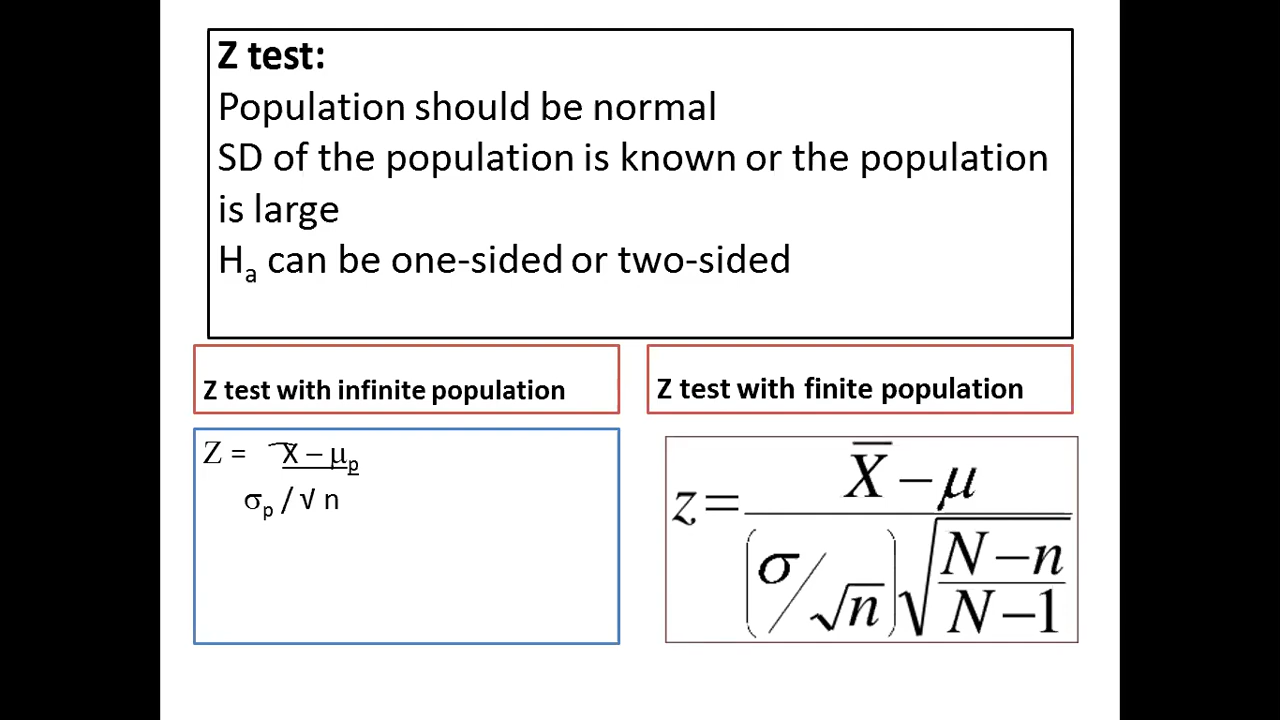 Z test:
Population should be normal
SD of the population is known or the population
is large
Hₐ can be one-sided or two-sided
Z test with infinite population
Z test with finite population
Z = X̅ – μₚ
σₚ / √ n
z = X̅ – μ
(σ/√n) √ N – n
N – 1